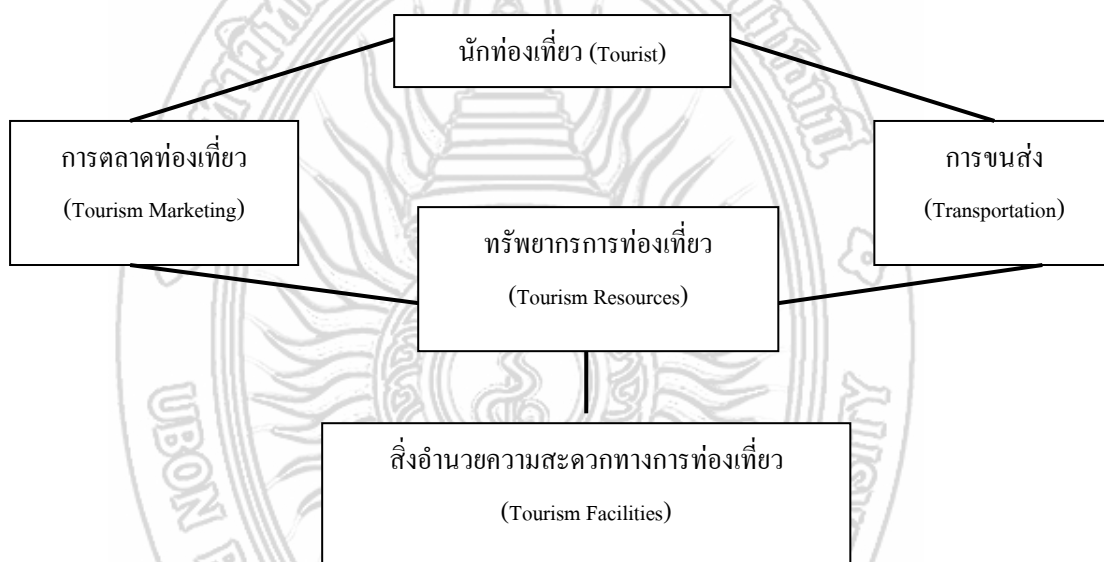 นักท่องเที่ยว (Tourist)
การตลาดท่องเที่ยว
(Tourism Marketing)
การขนส่ง
(Transportation)
ทรัพยากรการท่องเที่ยว
(Tourism Resources)
สิ่งอำนวยความสะดวกทางการท่องเที่ยว
(Tourism Facilities)
UBON